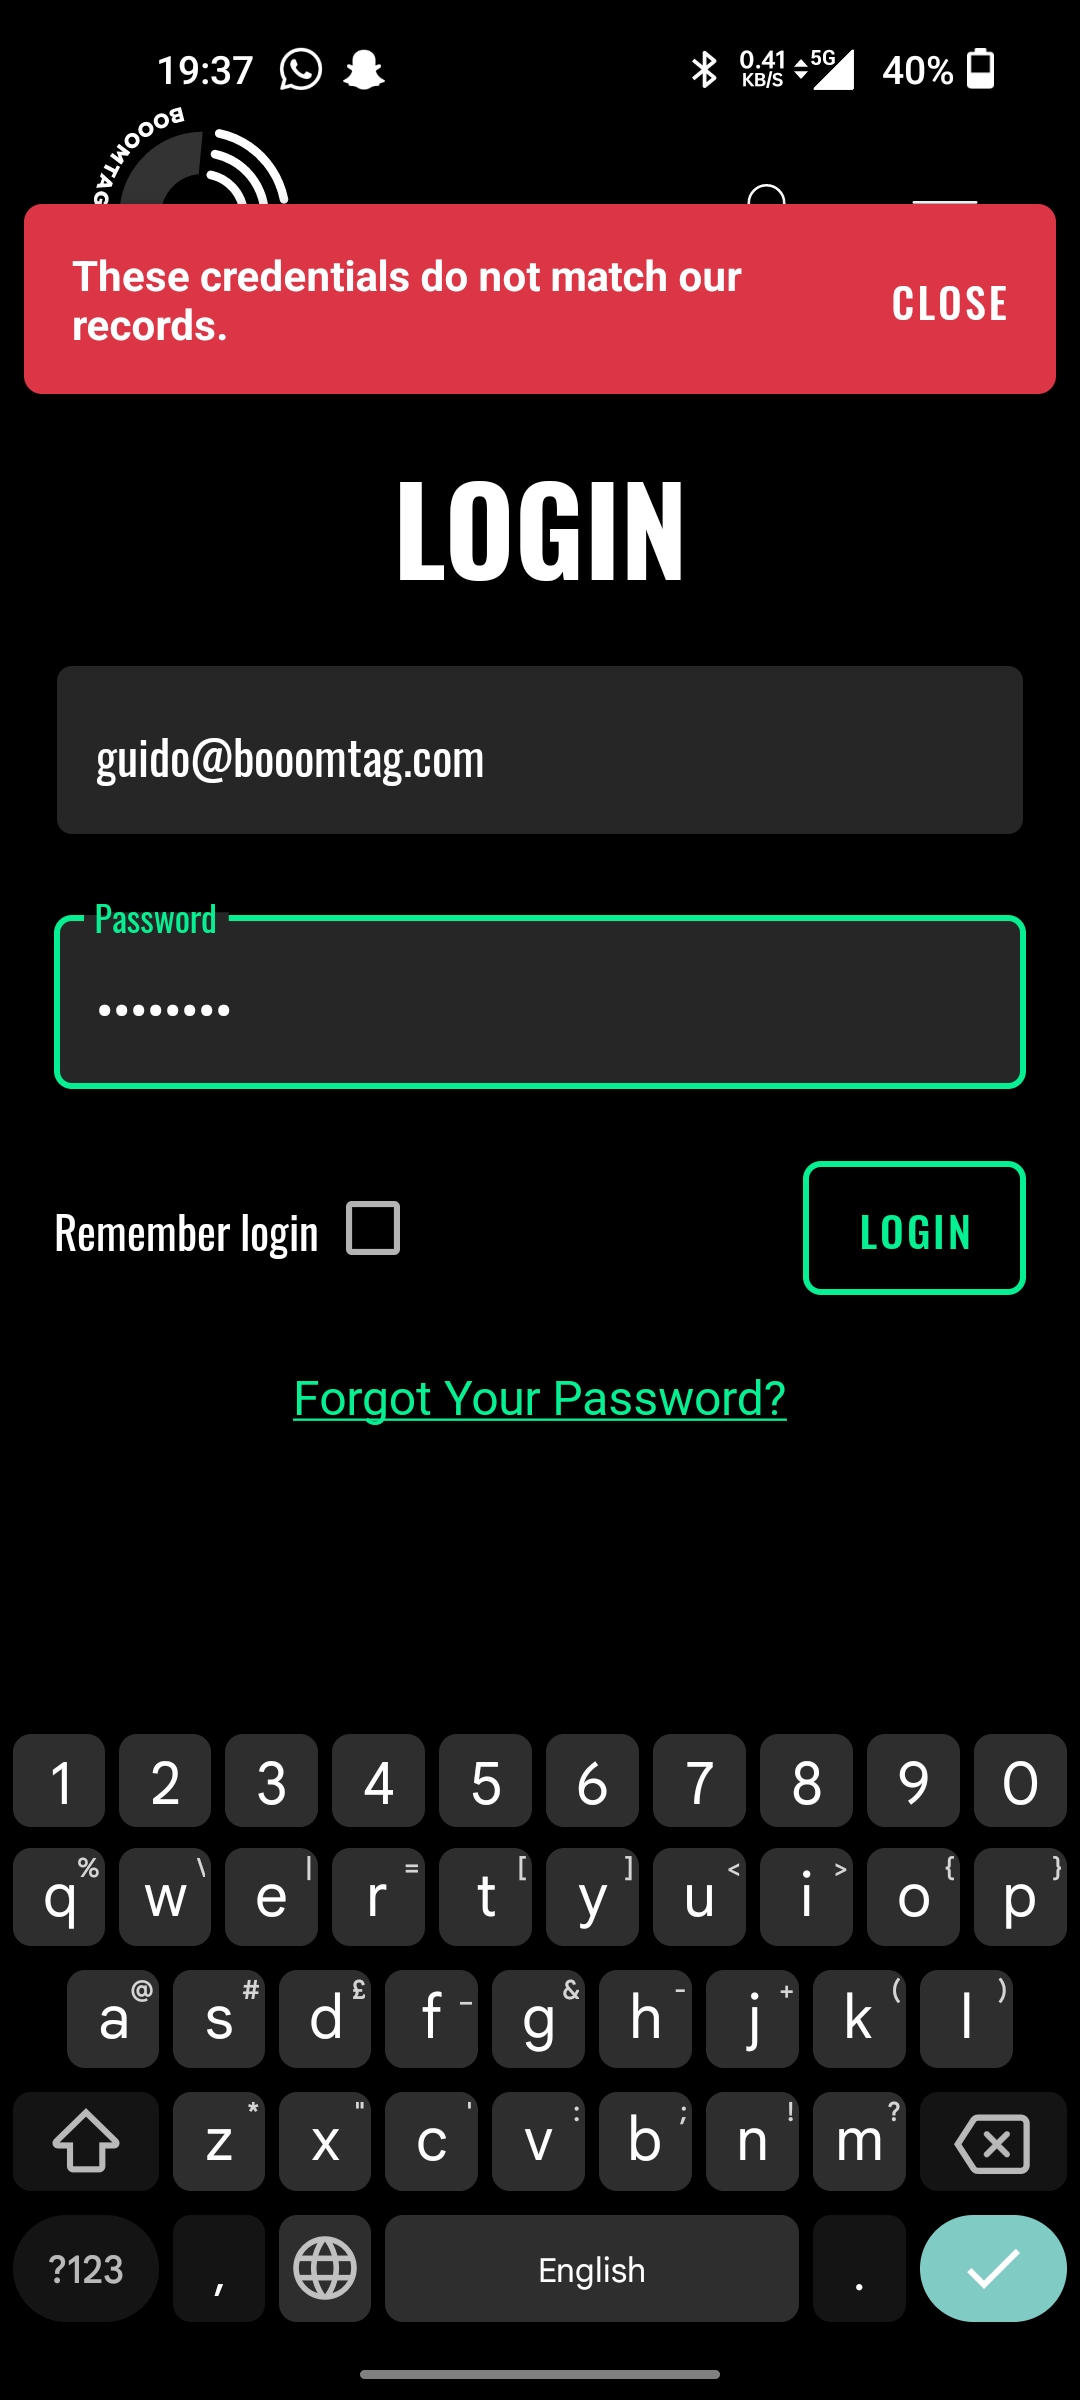 19:37
0.41
KB/S
5G
40%
BOOOMTAG
These credentials do not match our
records.
CLOSE
LOGIN
guido@booomtag.com
Password
••••••••
Remember login
LOGIN
Forgot Your Password?
1 2 3 4 5 6 7 8 9 0
q % w \ e | r = t [ y ] u < i > o { p }
a @ s # d £ f _ g & h - j + k ( l )
z * x " c ' v : b ; n ! m ?
?123 , English .